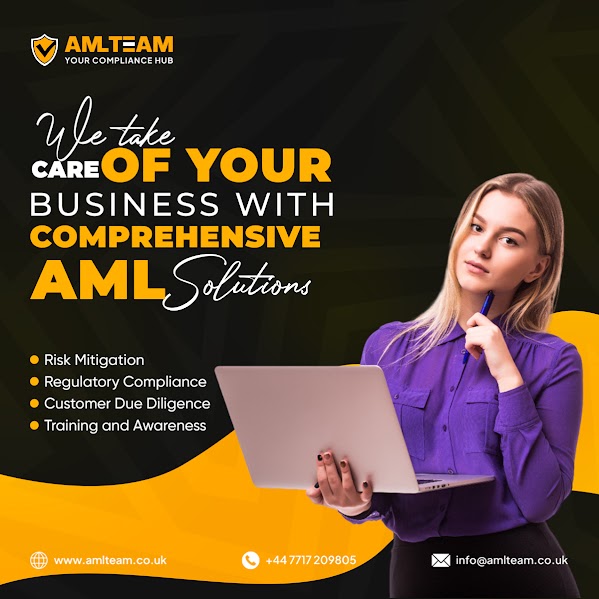 AMLTEAM
YOUR COMPLIANCE HUB
We take
CARE OF YOUR
BUSINESS WITH
COMPREHENSIVE
AML Solutions
Risk Mitigation
Regulatory Compliance
Customer Due Diligence
Training and Awareness
www.amlteam.co.uk
+44 7717 209805
info@amlteam.co.uk